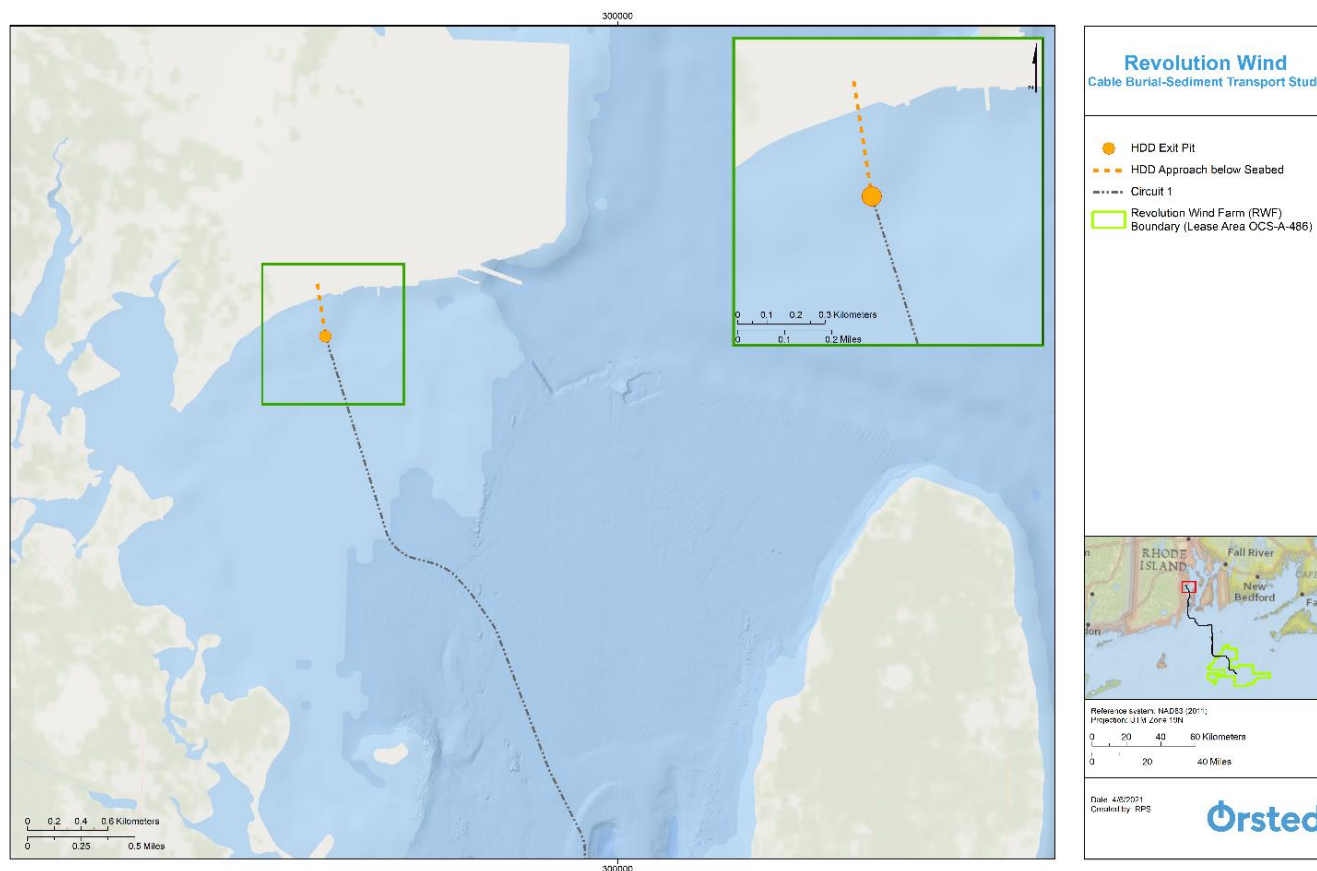 300000
Revolution Wind
Cable Burial-Sediment Transport Stud
HDD Exit Pit
HDD Approach below Seabed
Circuit 1
Revolution Wind Farm (RWF)
Boundary (Lease Area OCS-A-486)
N
0 0.1 0.2 0.3 Kilometers
0 0.1 0.2 Miles
RHODE
ISLAND
Fall River
New
Bedford
CAPE
Fa
don
Reference system: NAD83 (2011)
Projection: UTM Zone 19N
0 20 40 60 Kilometers
0 20 40 Miles
Date: 4/6/2021
Created by: RPS
Ørsted
0 0.2 0.4 0.6 Kilometers
0 0.25 0.5 Miles
300000